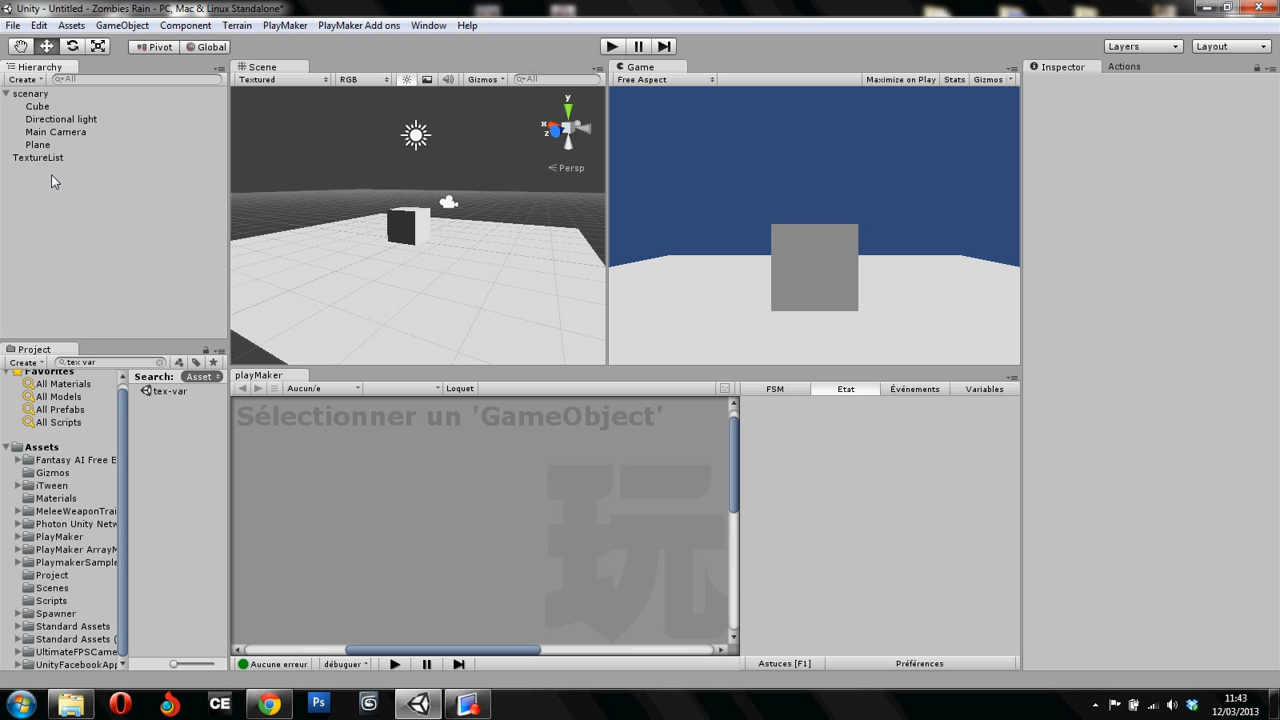 Unity - Untitled - Zombies Rain - PC, Mac & Linux Standalone*
File Edit Assets GameObject Component Terrain PlayMaker PlayMaker Add ons Window Help
Pivot Global Layers Layout
Hierarchy
Create All
scenary
Cube
Directional light
Main Camera
Plane
TextureList
Scene
Textured RGB Gizmos All
y
x
z
Persp
Game
Free Aspect Maximize on Play Stats Gizmos
Inspector Actions
Project
Create tex var
Favorites
All Materials
All Models
All Prefabs
All Scripts
Search: Asset
tex-var
Assets
Fantasy AI Free E
Gizmos
iTween
Materials
MeleeWeaponTrai
Photon Unity Netw
PlayMaker
PlayMaker ArrayM
PlaymakerSample
Project
Scenes
Scripts
Spawner
Standard Assets
Standard Assets (
UltimateFPSCame
UnityFacebookApp
playMaker
Aucun/e Loquet
FSM Etat Événements Variables
Sélectionner un 'GameObject'
玩
Aucune erreur débuguer
Astuces [F1] Préférences
CE Ps
11:43
12/03/2013